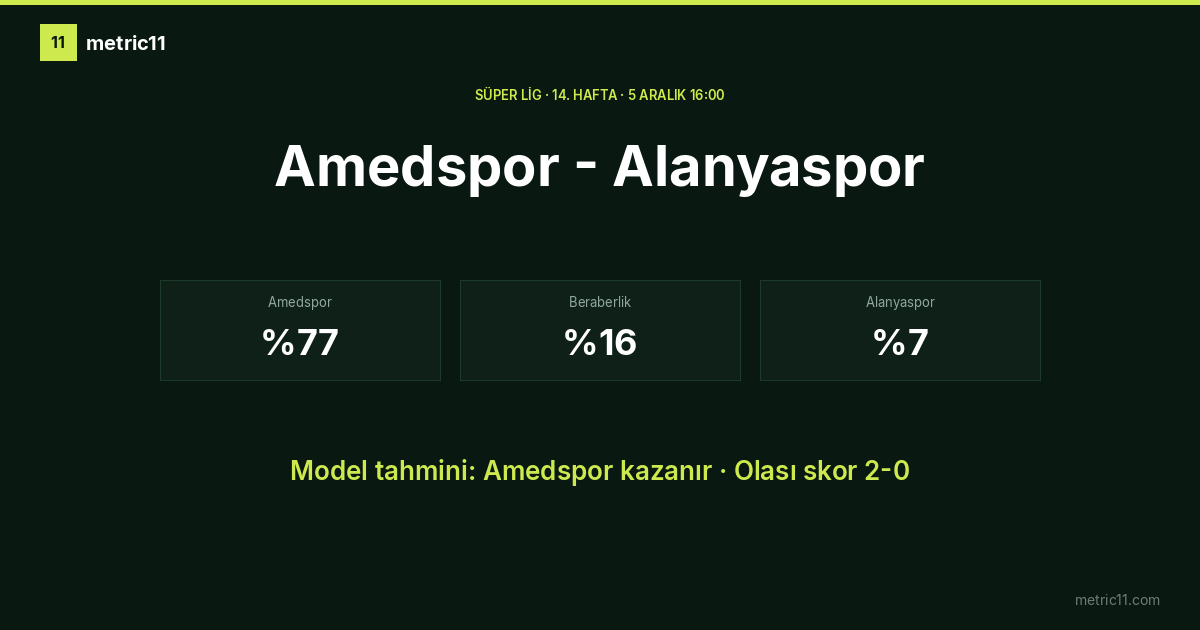 11 metric11
SÜPER LİG · 14. HAFTA · 5 ARALIK 16:00
Amedspor - Alanyaspor
Amedspor
%77
Beraberlik
%16
Alanyaspor
%7
Model tahmini: Amedspor kazanır · Olası skor 2-0
metric11.com